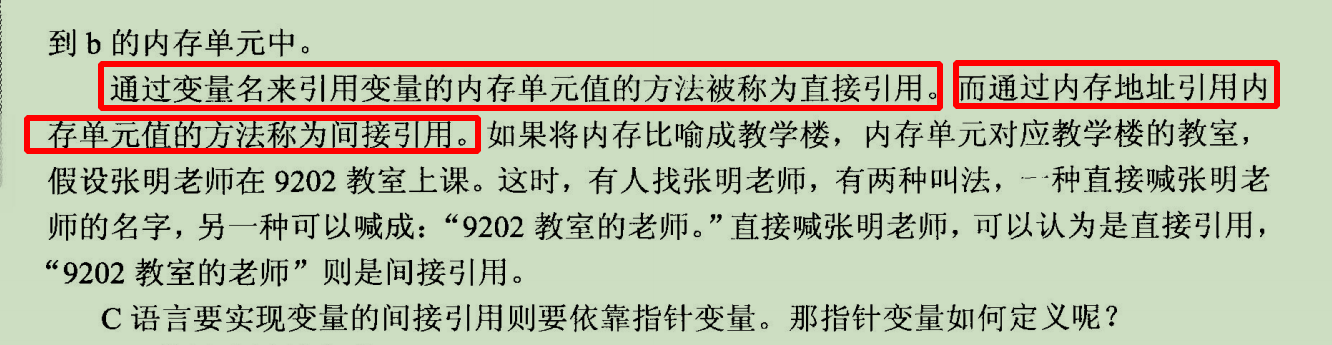 到 b 的内存单元中。
通过变量名来引用变量的内存单元值的方法被称为直接引用。而通过内存地址引用内
存单元值的方法称为间接引用。如果将内存比喻成教学楼，内存单元对应教学楼的教室，
假设张明老师在 9202 教室上课。这时，有人找张明老师，有两种叫法，一种直接喊张明老
师的名字，另一种可以喊成：“9202 教室的老师。”直接喊张明老师，可以认为是直接引用，
“9202 教室的老师”则是间接引用。
C 语言要实现变量的间接引用则要依靠指针变量。那指针变量如何定义呢？